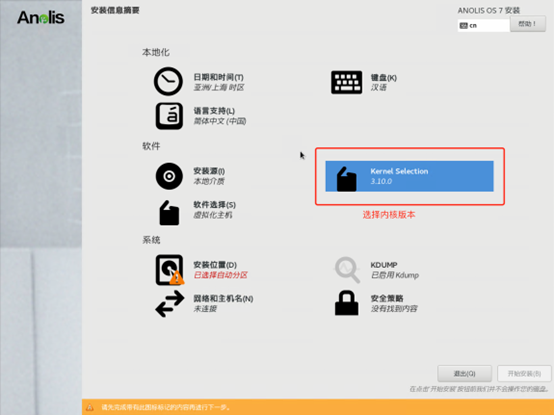 Anolis
安装信息摘要
ANOLIS OS 7 安装
cn
帮助！
本地化
日期和时间(T)
亚洲/上海 时区
键盘(K)
汉语
语言支持(L)
简体中文 (中国)
软件
安装源(I)
本地介质
Kernel Selection
3.10.0
软件选择(S)
虚拟化主机
选择内核版本
系统
安装位置(D)
已选择自动分区
KDUMP
已启用 Kdump
网络和主机名(N)
未连接
安全策略
没有找到内容
退出(Q)
开始安装(B)
在点击'开始安装'按钮前我们并不会操作您的磁盘。
请先完成带有此图标标记的内容再进行下一步。